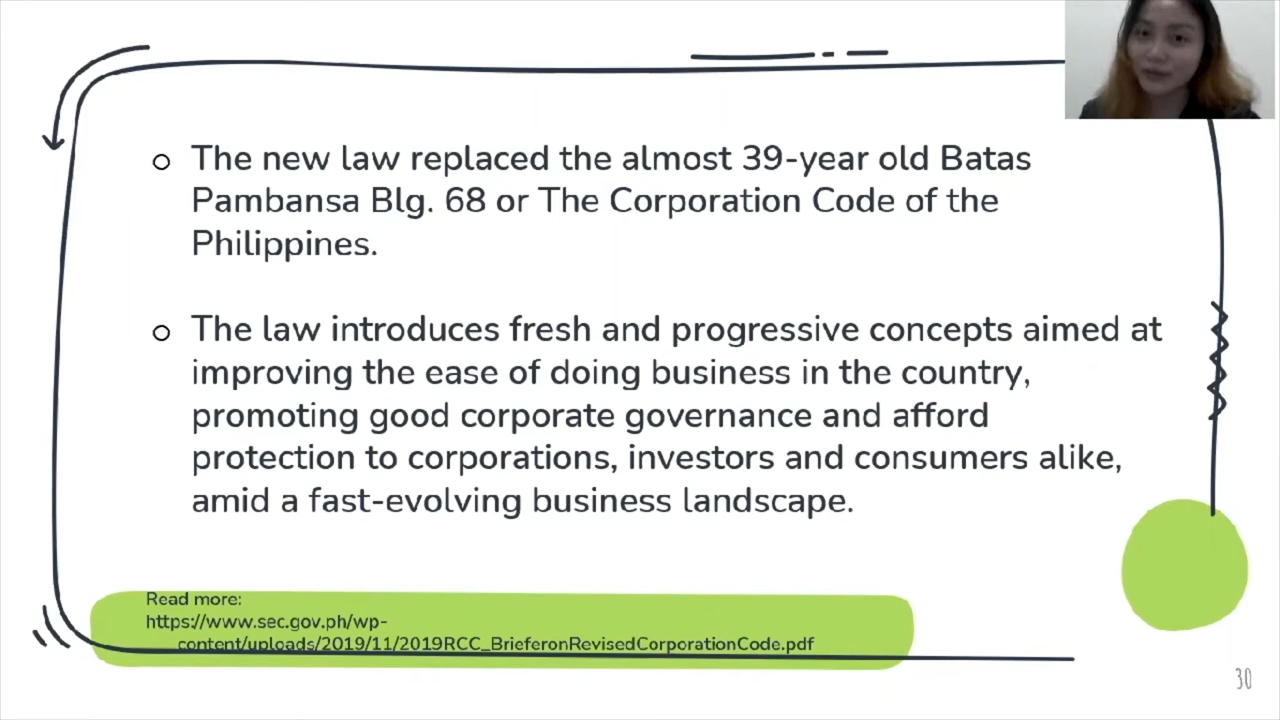 The new law replaced the almost 39-year old Batas
Pambansa Blg. 68 or The Corporation Code of the
Philippines.
The law introduces fresh and progressive concepts aimed at
improving the ease of doing business in the country,
promoting good corporate governance and afford
protection to corporations, investors and consumers alike,
amid a fast-evolving business landscape.
Read more:
https://www.sec.gov.ph/wp-
content/uploads/2019/11/2019RCC_BrieferonRevisedCorporationCode.pdf
30